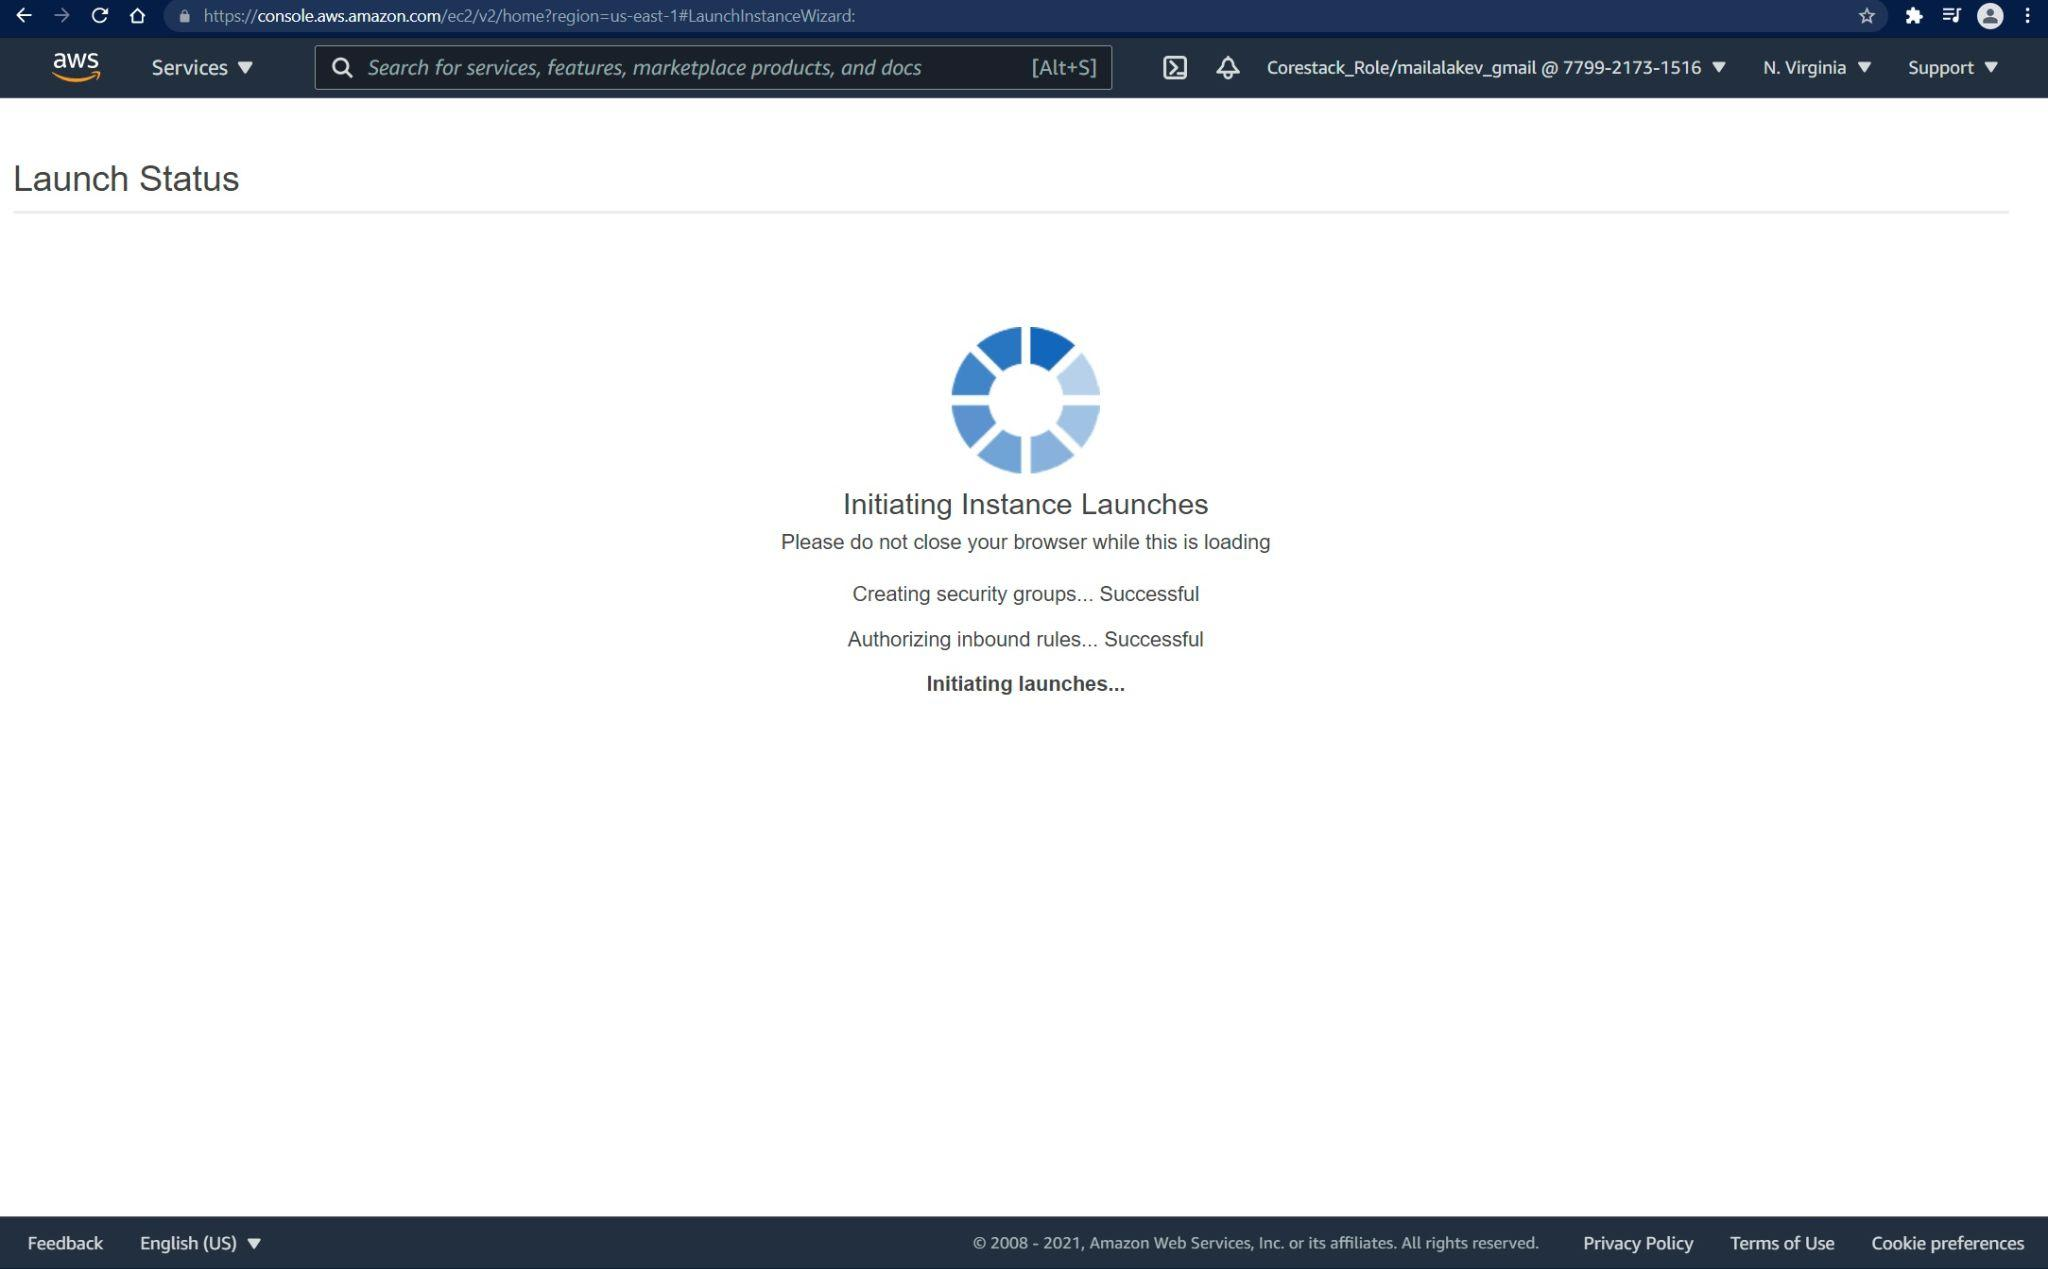 https://console.aws.amazon.com/ec2/v2/home?region=us-east-1#LaunchInstanceWizard:
aws Services Search for services, features, marketplace products, and docs [Alt+S] Corestack_Role/mailalakev_gmail @ 7799-2173-1516 N. Virginia Support
Launch Status
Initiating Instance Launches
Please do not close your browser while this is loading
Creating security groups... Successful
Authorizing inbound rules... Successful
Initiating launches...
Feedback English (US) © 2008 - 2021, Amazon Web Services, Inc. or its affiliates. All rights reserved. Privacy Policy Terms of Use Cookie preferences